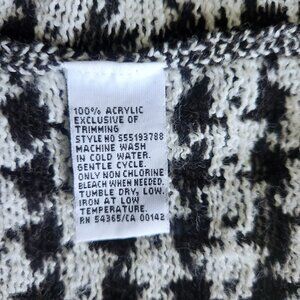 100% ACRYLIC
EXCLUSIVE OF
TRIMMING
STYLE NO S5193788
MACHINE WASH
IN COLD WATER.
GENTLE CYCLE.
ONLY NON CHLORINE
BLEACH WHEN NEEDED.
TUMBLE DRY, LOW.
IRON AT LOW
TEMPERATURE.
RN 54365/CA 00142